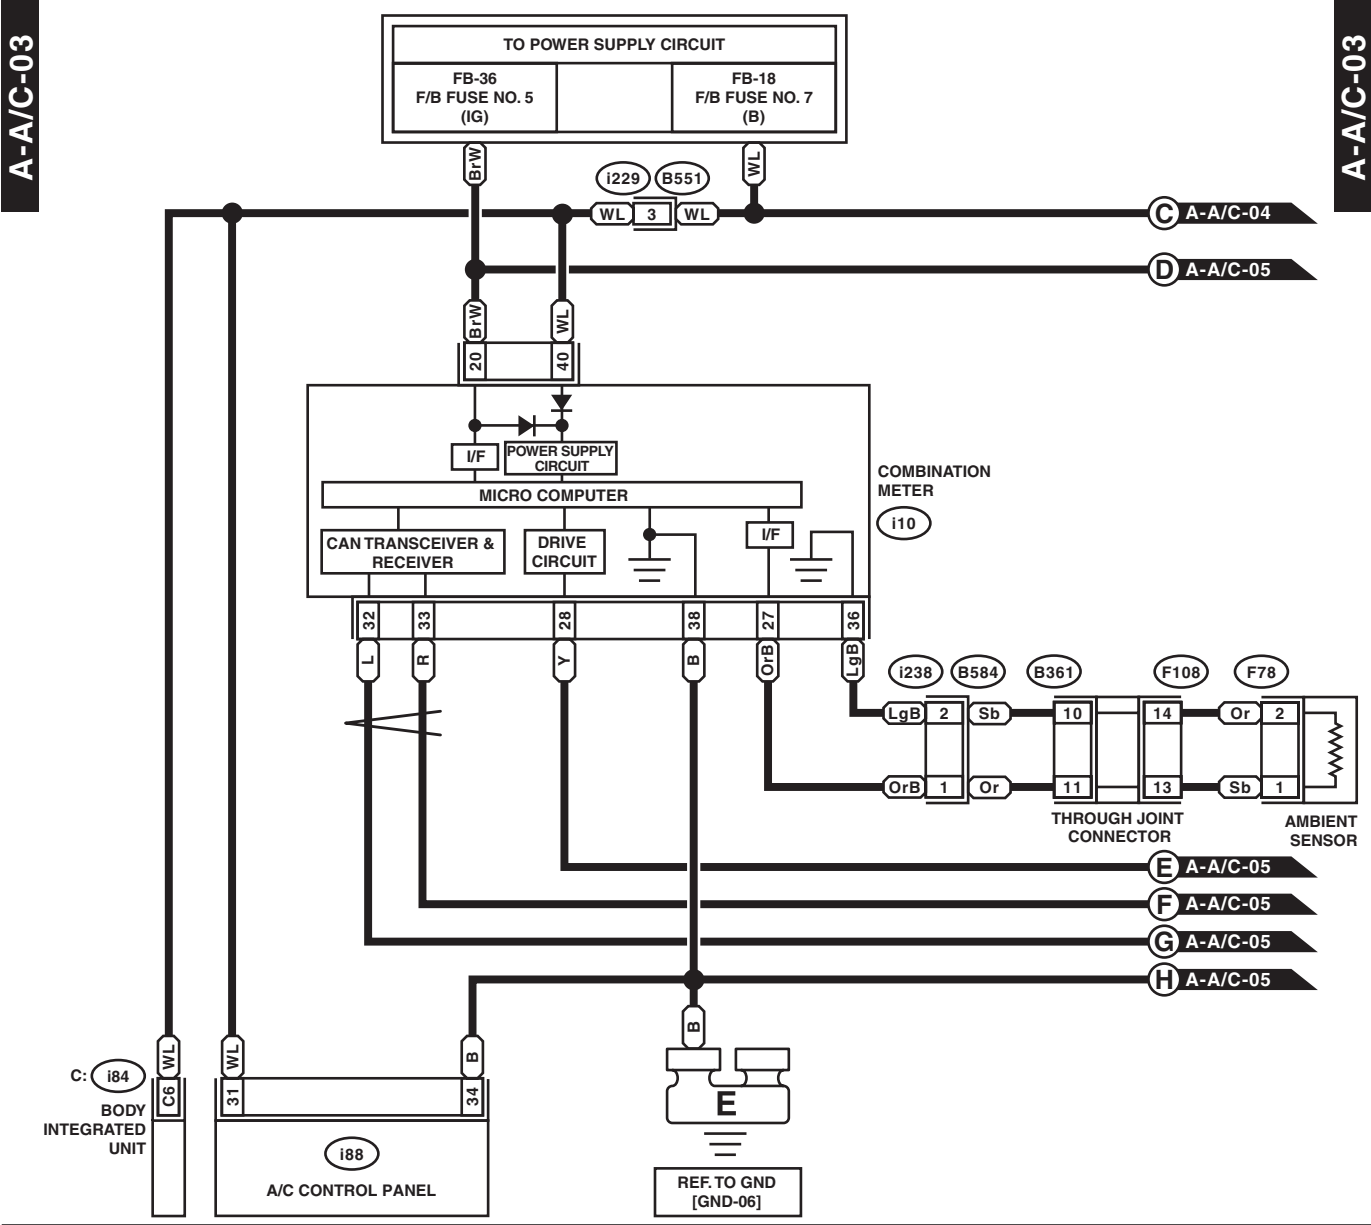 A-A/C-03
A-A/C-03
TO POWER SUPPLY CIRCUIT
FB-36
F/B FUSE NO. 5
(IG)
FB-18
F/B FUSE NO. 7
(B)
BrW
WL
i229
B551
WL
3
WL
C A-A/C-04
D A-A/C-05
BrW
WL
20
40
I/F
POWER SUPPLY
CIRCUIT
MICRO COMPUTER
COMBINATION
METER
i10
CAN TRANSCEIVER &
RECEIVER
DRIVE
CIRCUIT
I/F
32
33
28
38
27
36
L
R
Y
B
OrB
LgB
i238
B584
B361
F108
F78
LgB
2
Sb
10
14
Or
2
OrB
1
Or
11
13
Sb
1
THROUGH JOINT
CONNECTOR
AMBIENT
SENSOR
E A-A/C-05
F A-A/C-05
G A-A/C-05
H A-A/C-05
B
WL
WL
B
C: i84
C6
31
34
BODY
INTEGRATED
UNIT
i88
A/C CONTROL PANEL
E
REF. TO GND
[GND-06]